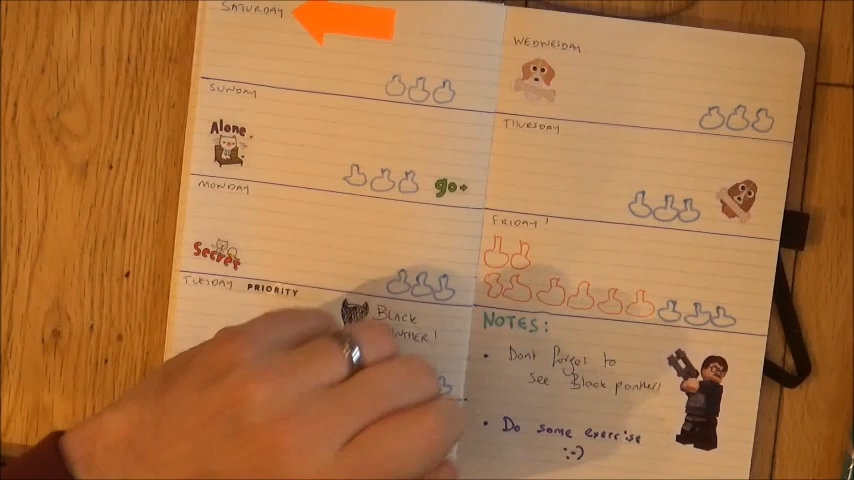 SATURDAY
SUNDAY
Alone.
go+
MONDAY
Secret
TUESDAY PRIORITY
BLACK
WEDNESDAY
THURSDAY
FRIDAY!
NOTES:
• Dont forget to
see Black panther!
• Do some exercise
:-)